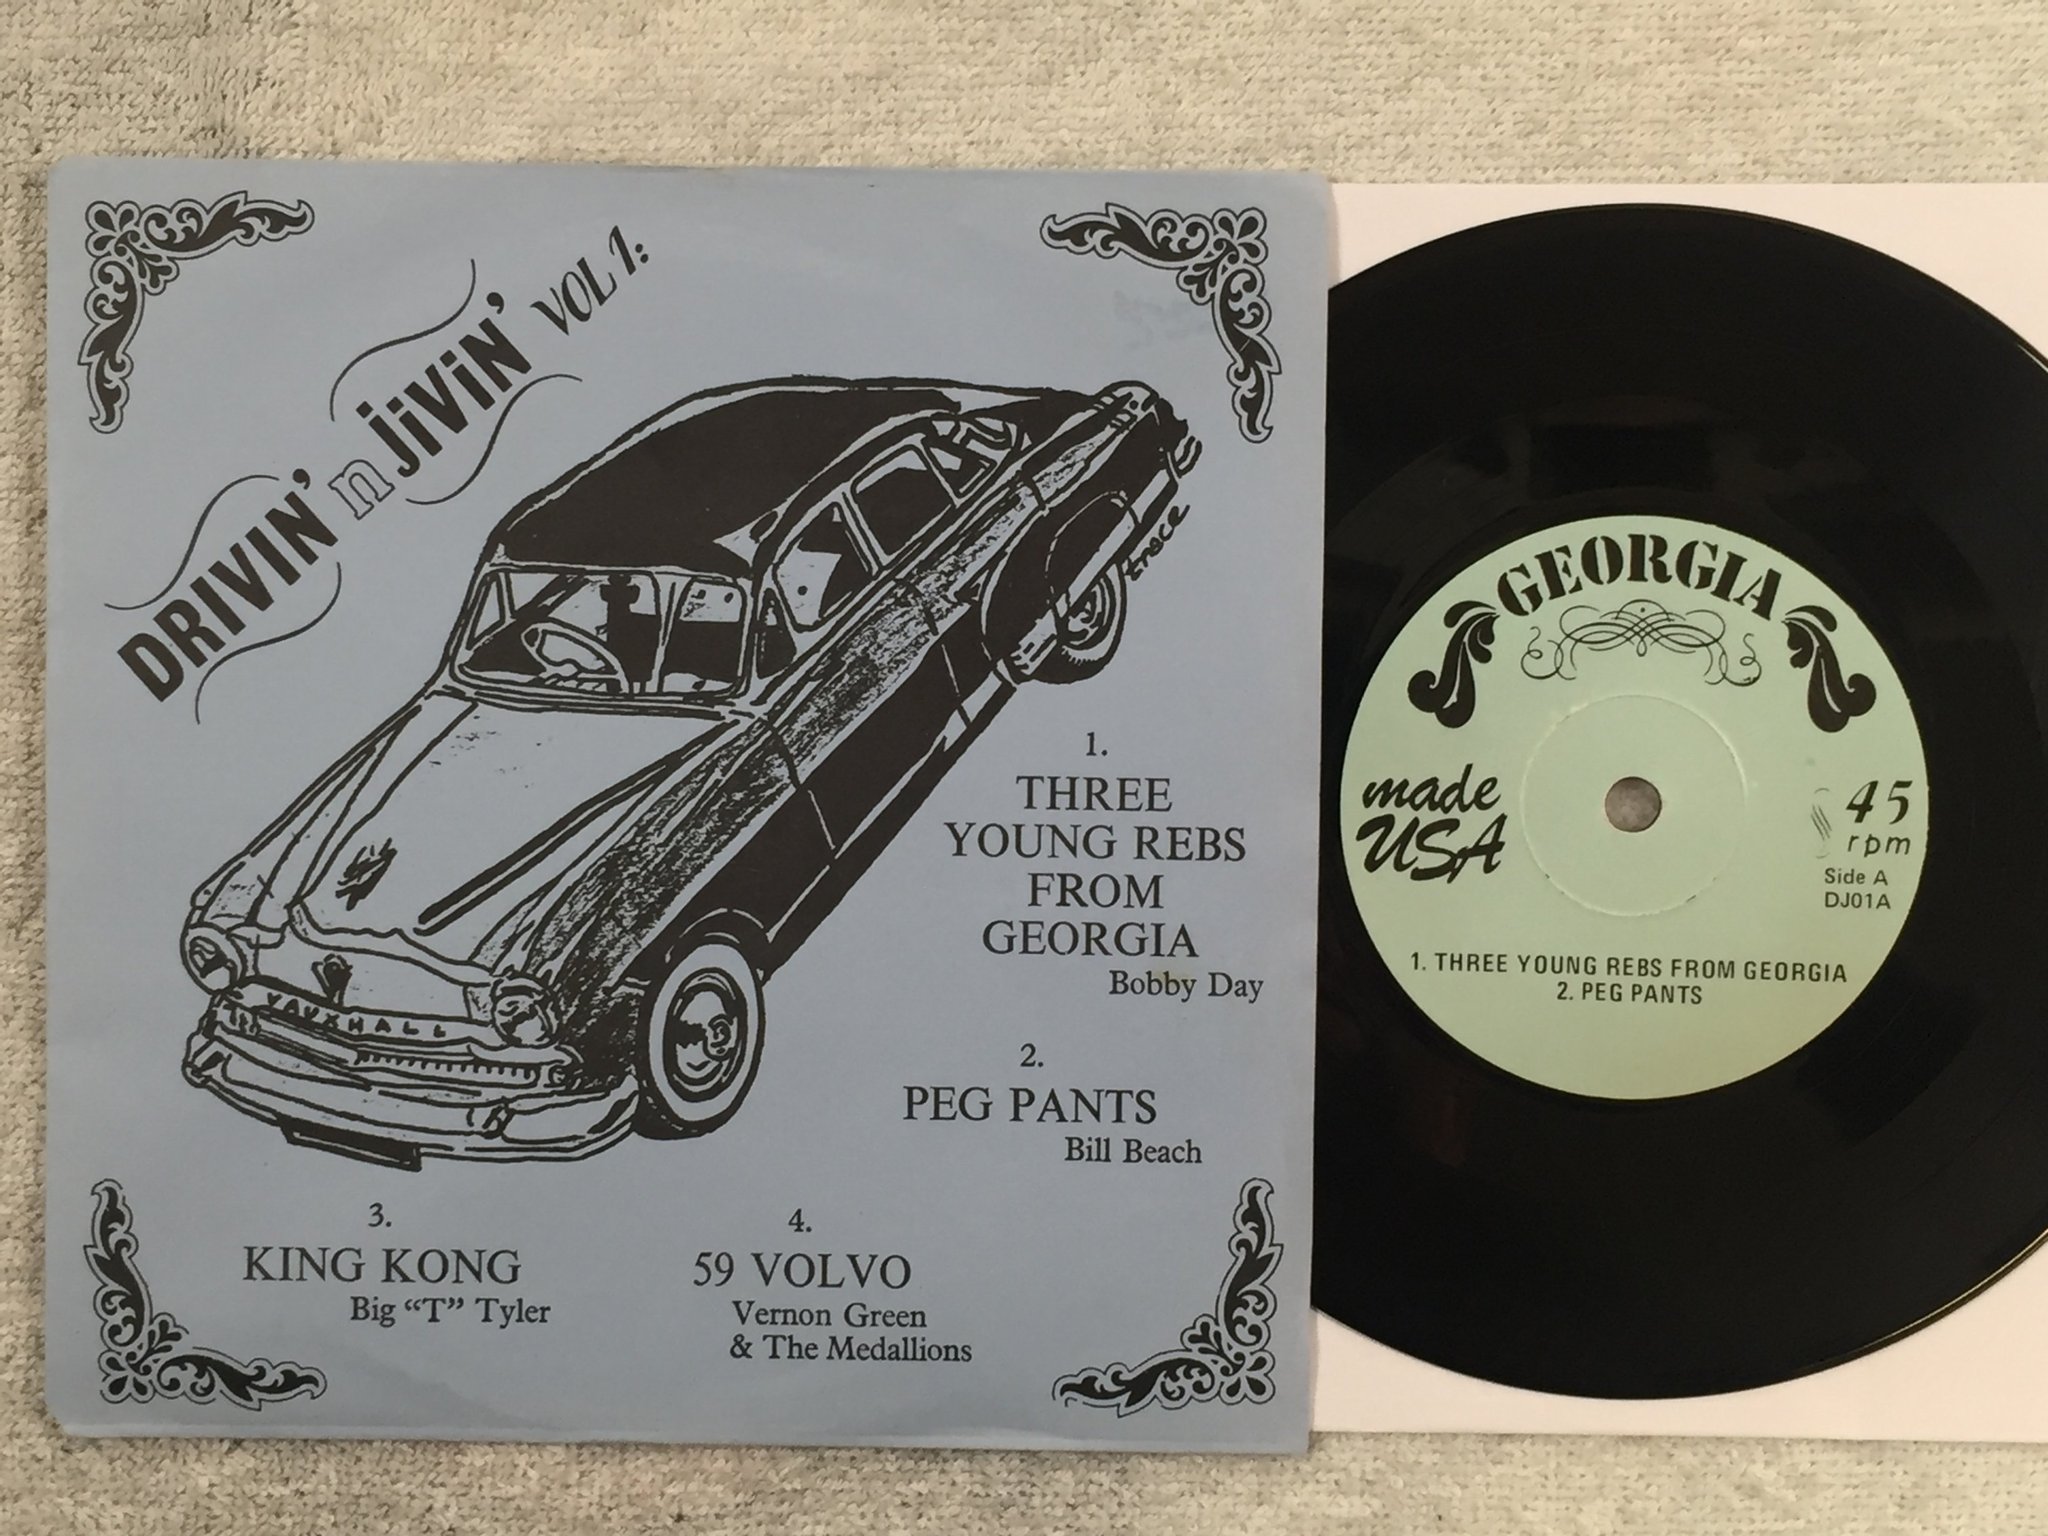 DRIVIN' n JiViN' VOL 1:
trace
VAUXHALL
1.
THREE
YOUNG REBS
FROM
GEORGIA
Bobby Day
2.
PEG PANTS
Bill Beach
3.
KING KONG
Big “T” Tyler
4.
59 VOLVO
Vernon Green
& The Medallions
GEORGIA
made
USA
45
rpm
Side A
DJ01A
1. THREE YOUNG REBS FROM GEORGIA
2. PEG PANTS